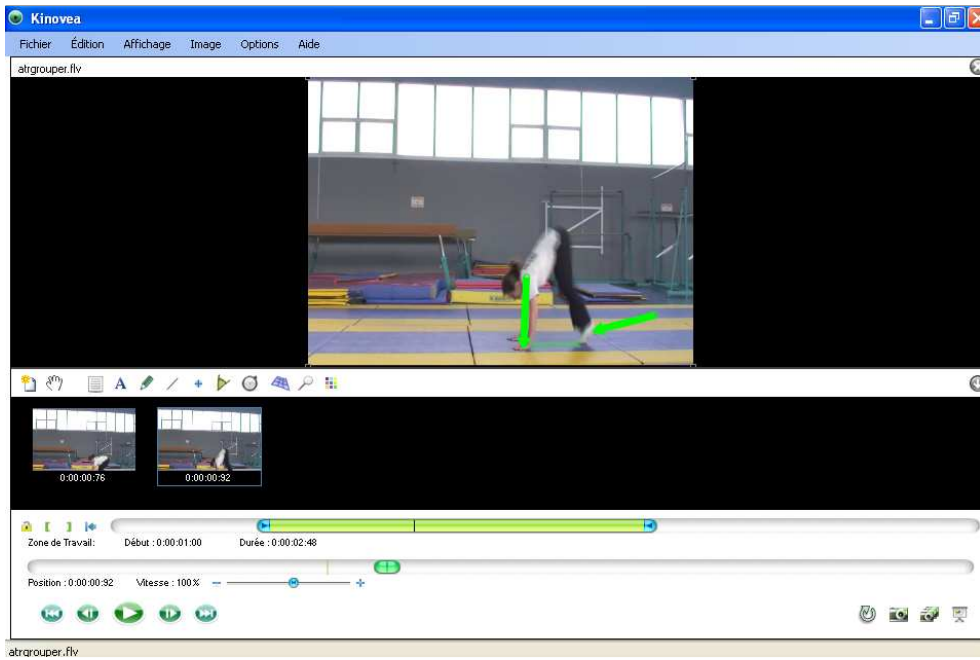 Kinovea
Fichier Édition Affichage Image Options Aide
atrgrouper.flv
A
0:00:00:76 0:00:00:92
Zone de Travail: Début : 0:00:01:00 Durée : 0:00:02:48
Position : 0:00:00:92 Vitesse : 100%
atrgrouper.flv